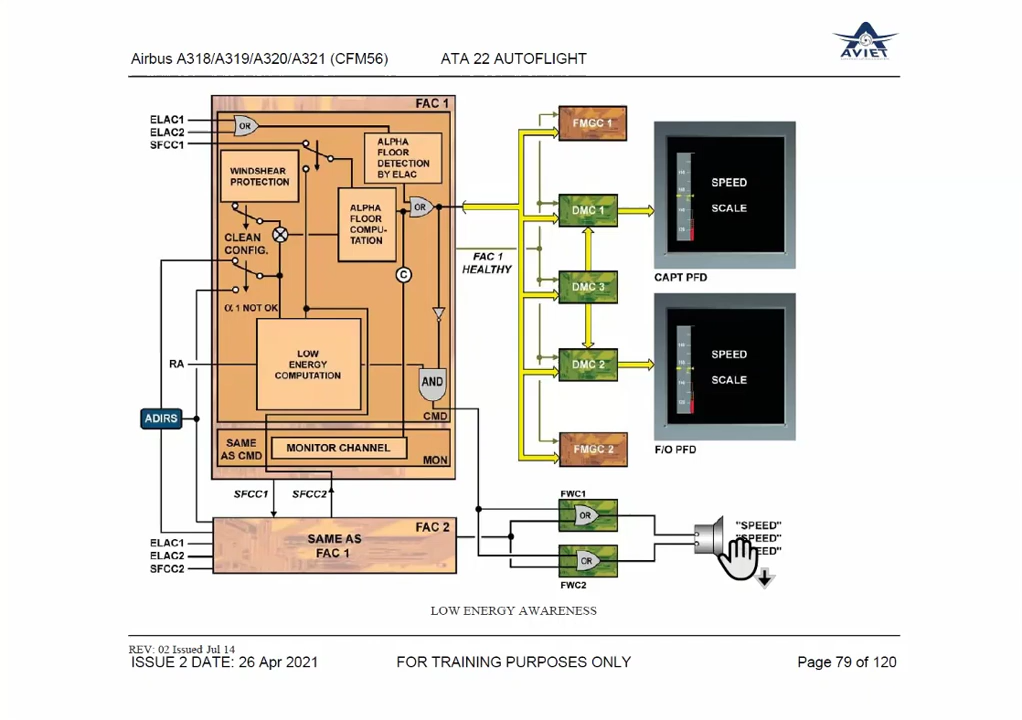 Airbus A318/A319/A320/A321 (CFM56)
ATA 22 AUTOFLIGHT
AVIET
FAC 1
ELAC1
ELAC2
SFCC1
OR
ALPHA
FLOOR
DETECTION
BY ELAC
WINDSHEAR
PROTECTION
ALPHA
FLOOR
COMPU-
TATION
OR
CLEAN
CONFIG.
C
α 1 NOT OK
RA
LOW
ENERGY
COMPUTATION
AND
CMD
ADIRS
SAME
AS CMD
MONITOR CHANNEL
MON
SFCC1
SFCC2
FAC 2
SAME AS
FAC 1
ELAC1
ELAC2
SFCC2
FAC 1
HEALTHY
FMGC 1
DMC 1
DMC 3
DMC 2
FMGC 2
SPEED
SCALE
CAPT PFD
SPEED
SCALE
F/O PFD
FWC1
OR
OR
FWC2
"SPEED"
"SPEED"
EED"
LOW ENERGY AWARENESS
REV: 02 Issued Jul 14
ISSUE 2 DATE: 26 Apr 2021
FOR TRAINING PURPOSES ONLY
Page 79 of 120